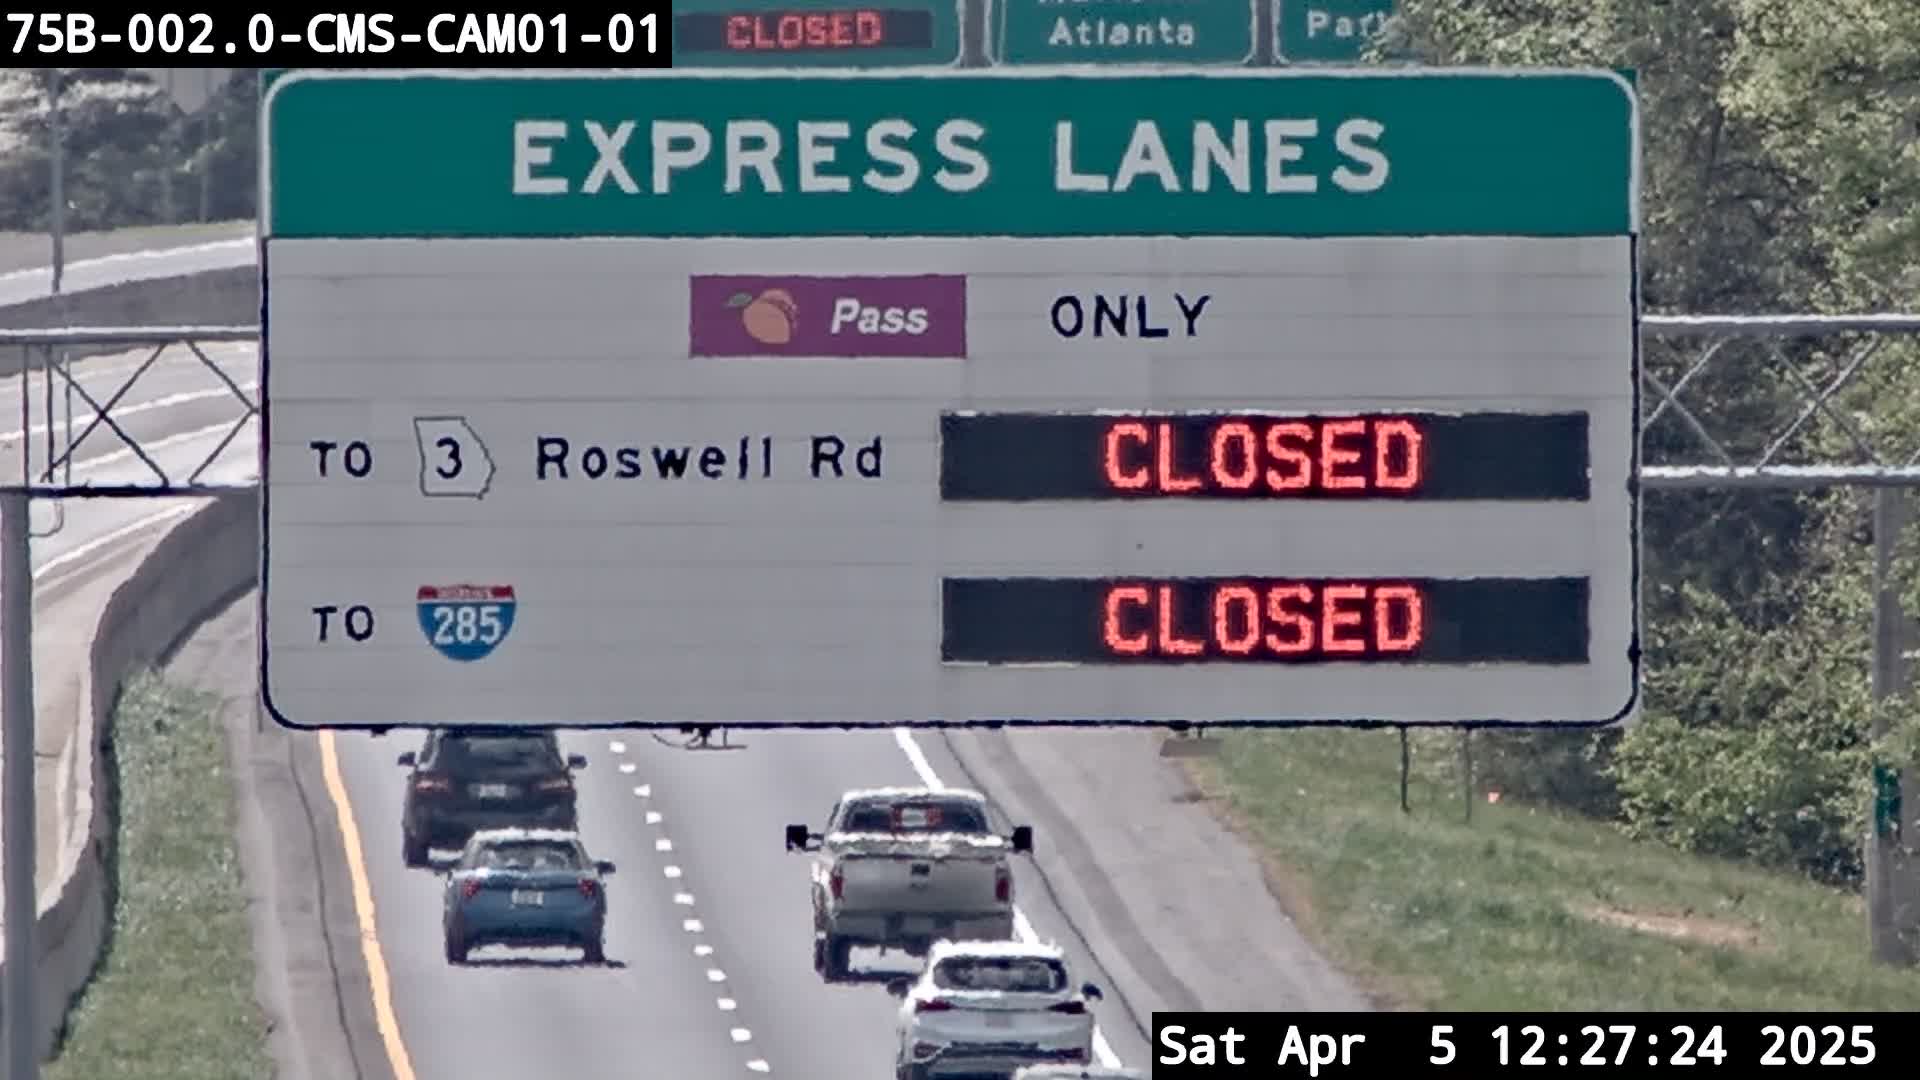 75B-002.0-CMS-CAM01-01
CLOSED
Atlanta
Park
EXPRESS LANES
Pass ONLY
TO 3 Roswell Rd CLOSED
TO 285 CLOSED
Sat Apr 5 12:27:24 2025